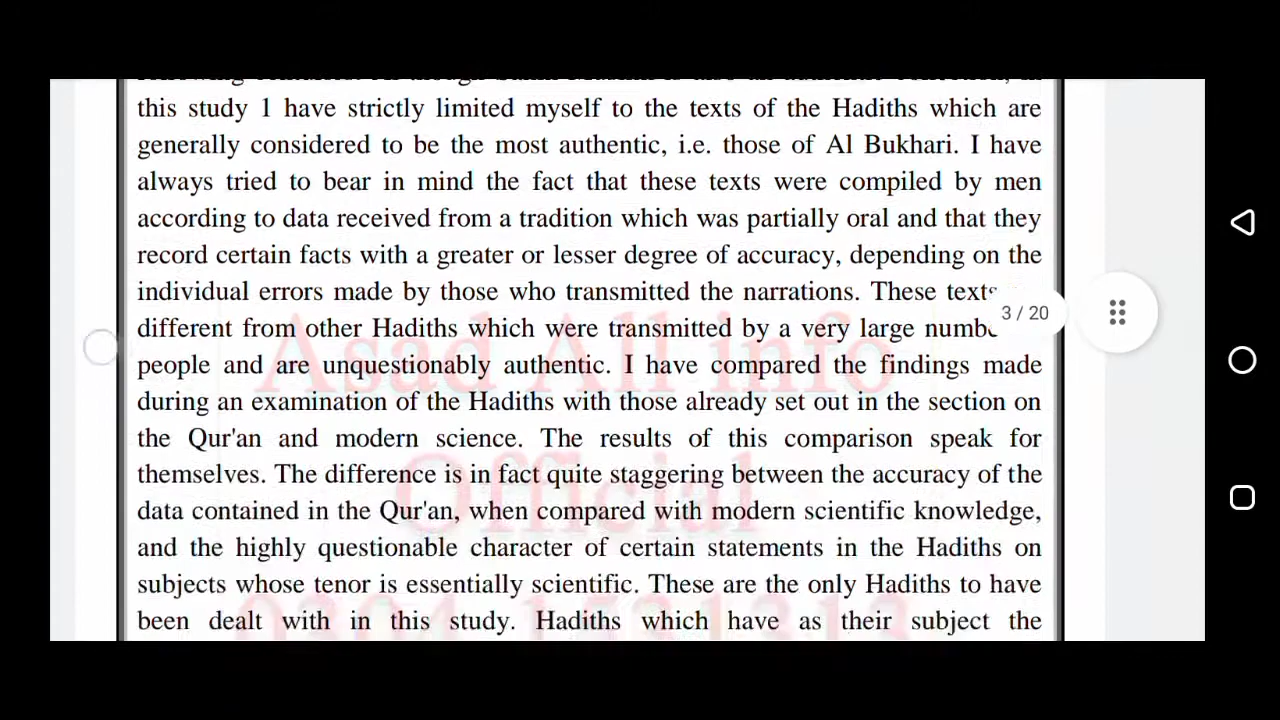 this study 1 have strictly limited myself to the texts of the Hadiths which are
generally considered to be the most authentic, i.e. those of Al Bukhari. I have
always tried to bear in mind the fact that these texts were compiled by men
according to data received from a tradition which was partially oral and that they
record certain facts with a greater or lesser degree of accuracy, depending on the
individual errors made by those who transmitted the narrations. These texts
3 / 20
different from other Hadiths which were transmitted by a very large
people and are unquestionably authentic. I have compared the findings made
during an examination of the Hadiths with those already set out in the section on
the Qur'an and modern science. The results of this comparison speak for
themselves. The difference is in fact quite staggering between the accuracy of the
data contained in the Qur'an, when compared with modern scientific knowledge,
and the highly questionable character of certain statements in the Hadiths on
subjects whose tenor is essentially scientific. These are the only Hadiths to have
been dealt with in this study. Hadiths which have as their subject the
Asad All info
Official